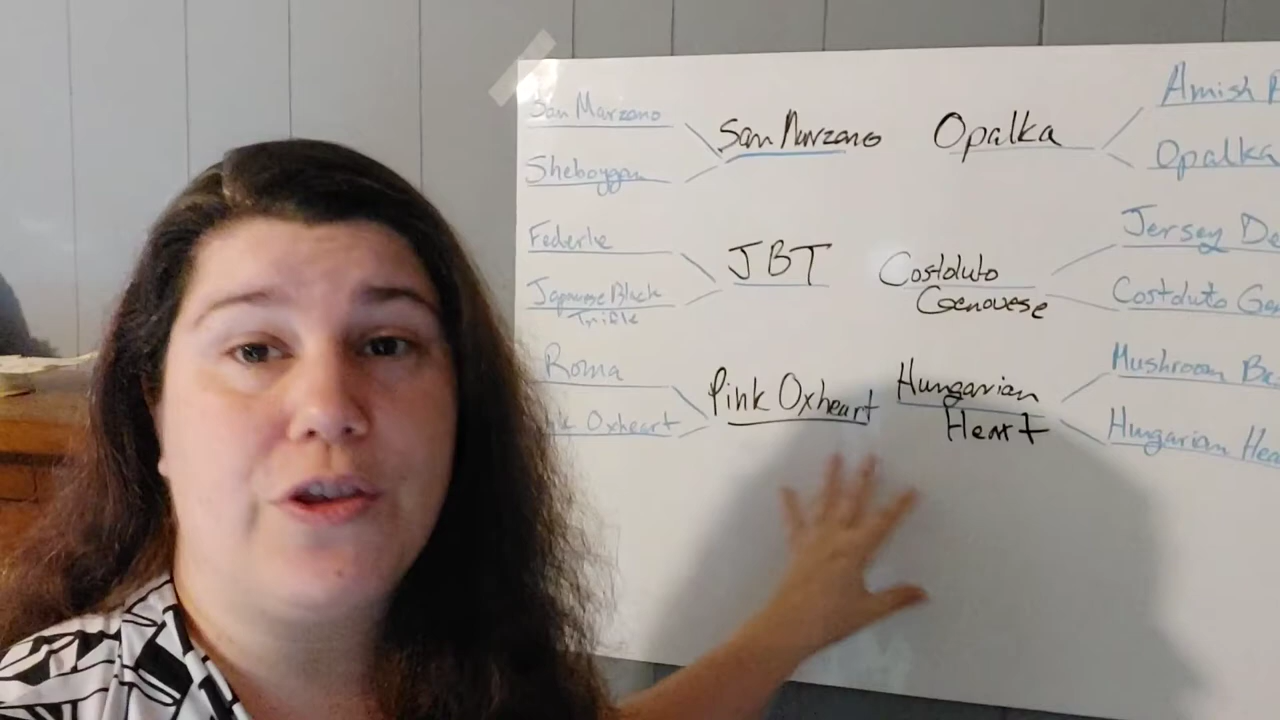 San Marzano
Sheboygan
Federle
Japanese Black
Trifle
Roma
Oxheart
San Marzano
JBT
Pink Oxheart
Opalka
Costoluto
Genovese
Hungarian
Heart
Amish
Opalka
Jersey
Costoluto
Mushroom
Hungarian